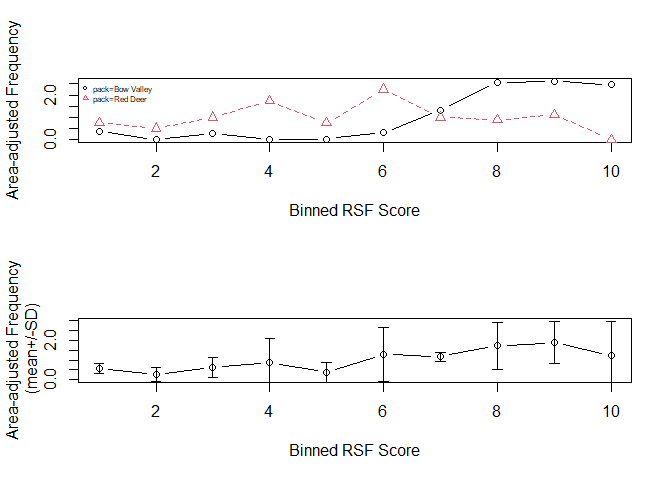 Area-adjusted Frequency
0.0
2.0
pack=Bow Valley
pack=Red Deer
2
4
6
8
10
Binned RSF Score
Area-adjusted Frequency
(mean+/-SD)
0.0
2.0
2
4
6
8
10
Binned RSF Score